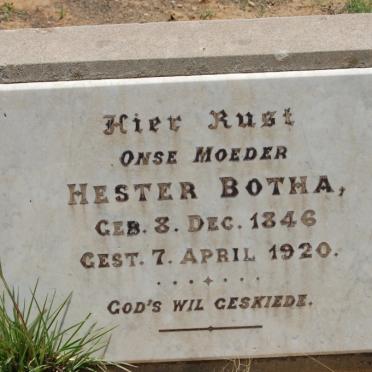 Hier Rust
ONSE MOEDER
HESTER BOTHA,
GEB. 8. DEC. 1846
GEST. 7. APRIL 1920.
GOD'S WIL GESKIEDE.